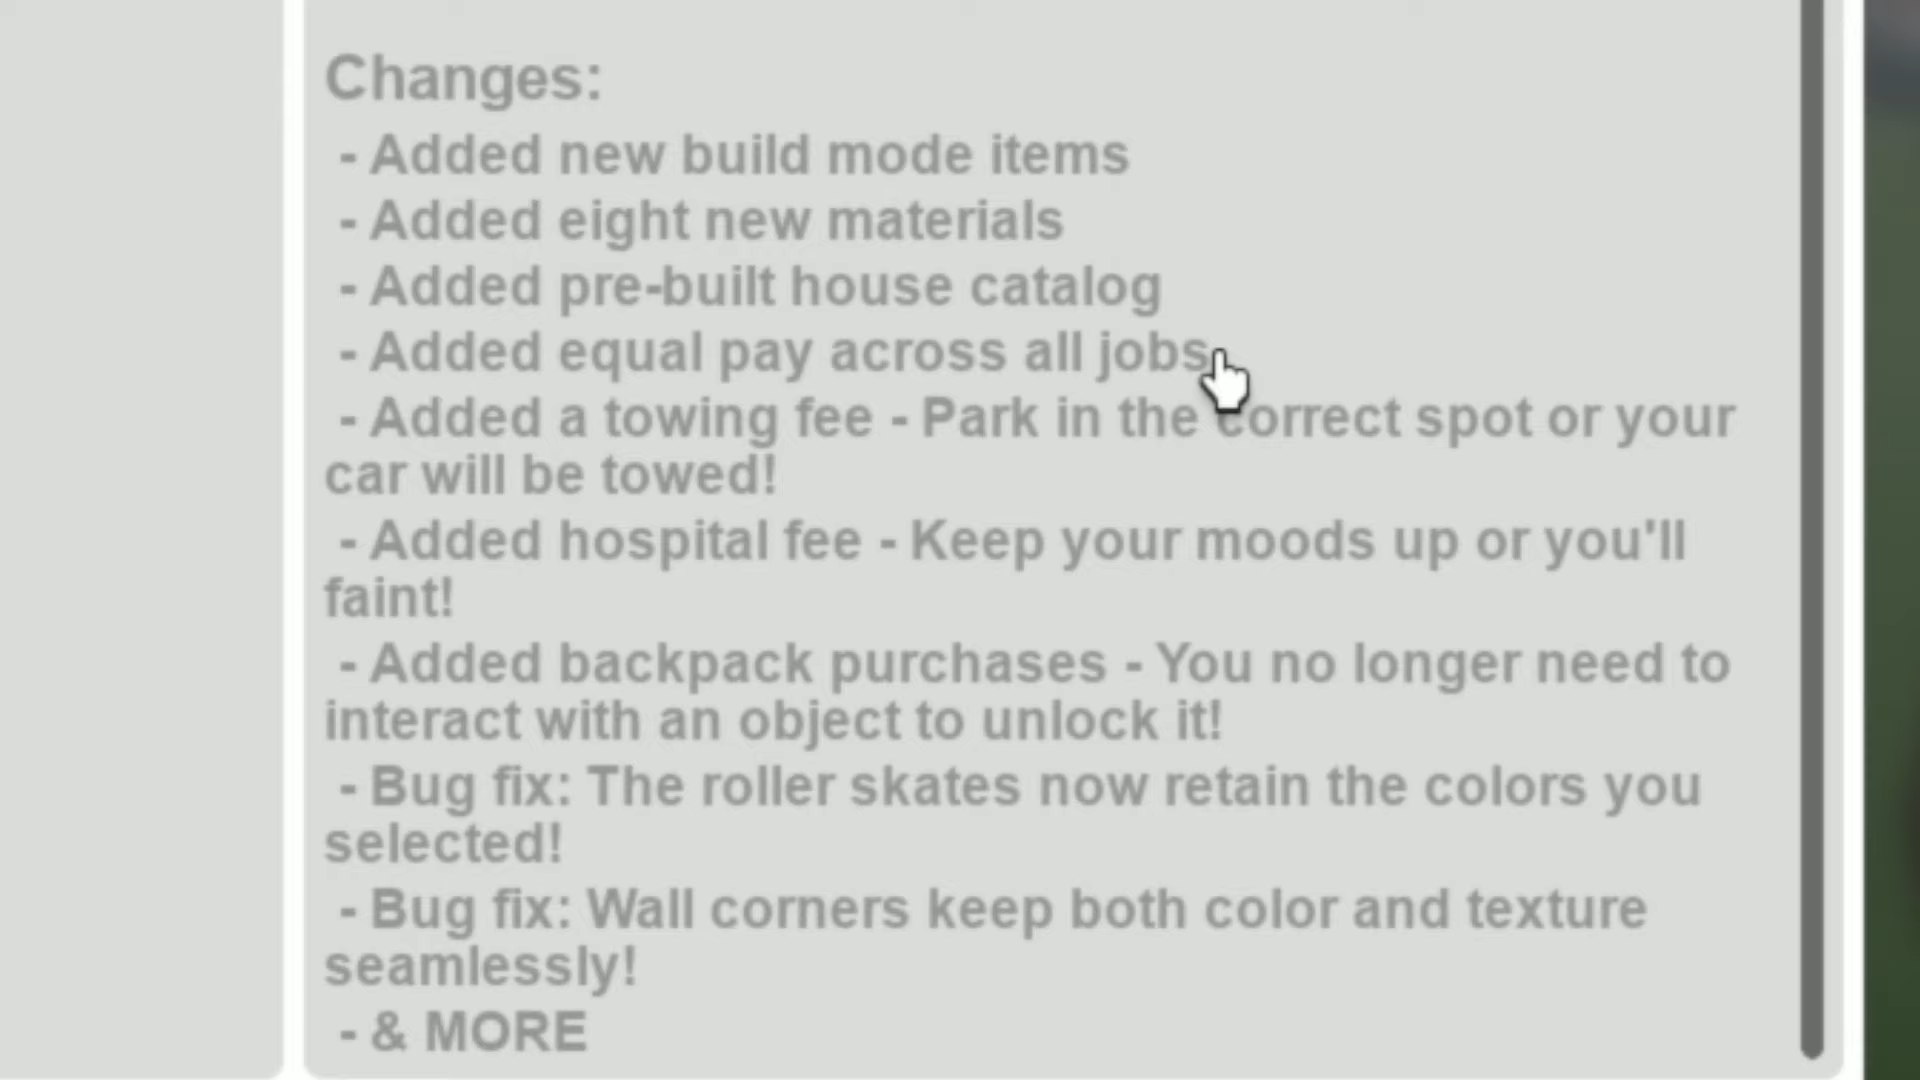 Changes:
- Added new build mode items
- Added eight new materials
- Added pre-built house catalog
- Added equal pay across all jobs
- Added a towing fee - Park in the correct spot or your
car will be towed!
- Added hospital fee - Keep your moods up or you'll
faint!
- Added backpack purchases - You no longer need to
interact with an object to unlock it!
- Bug fix: The roller skates now retain the colors you
selected!
- Bug fix: Wall corners keep both color and texture
seamlessly!
- & MORE